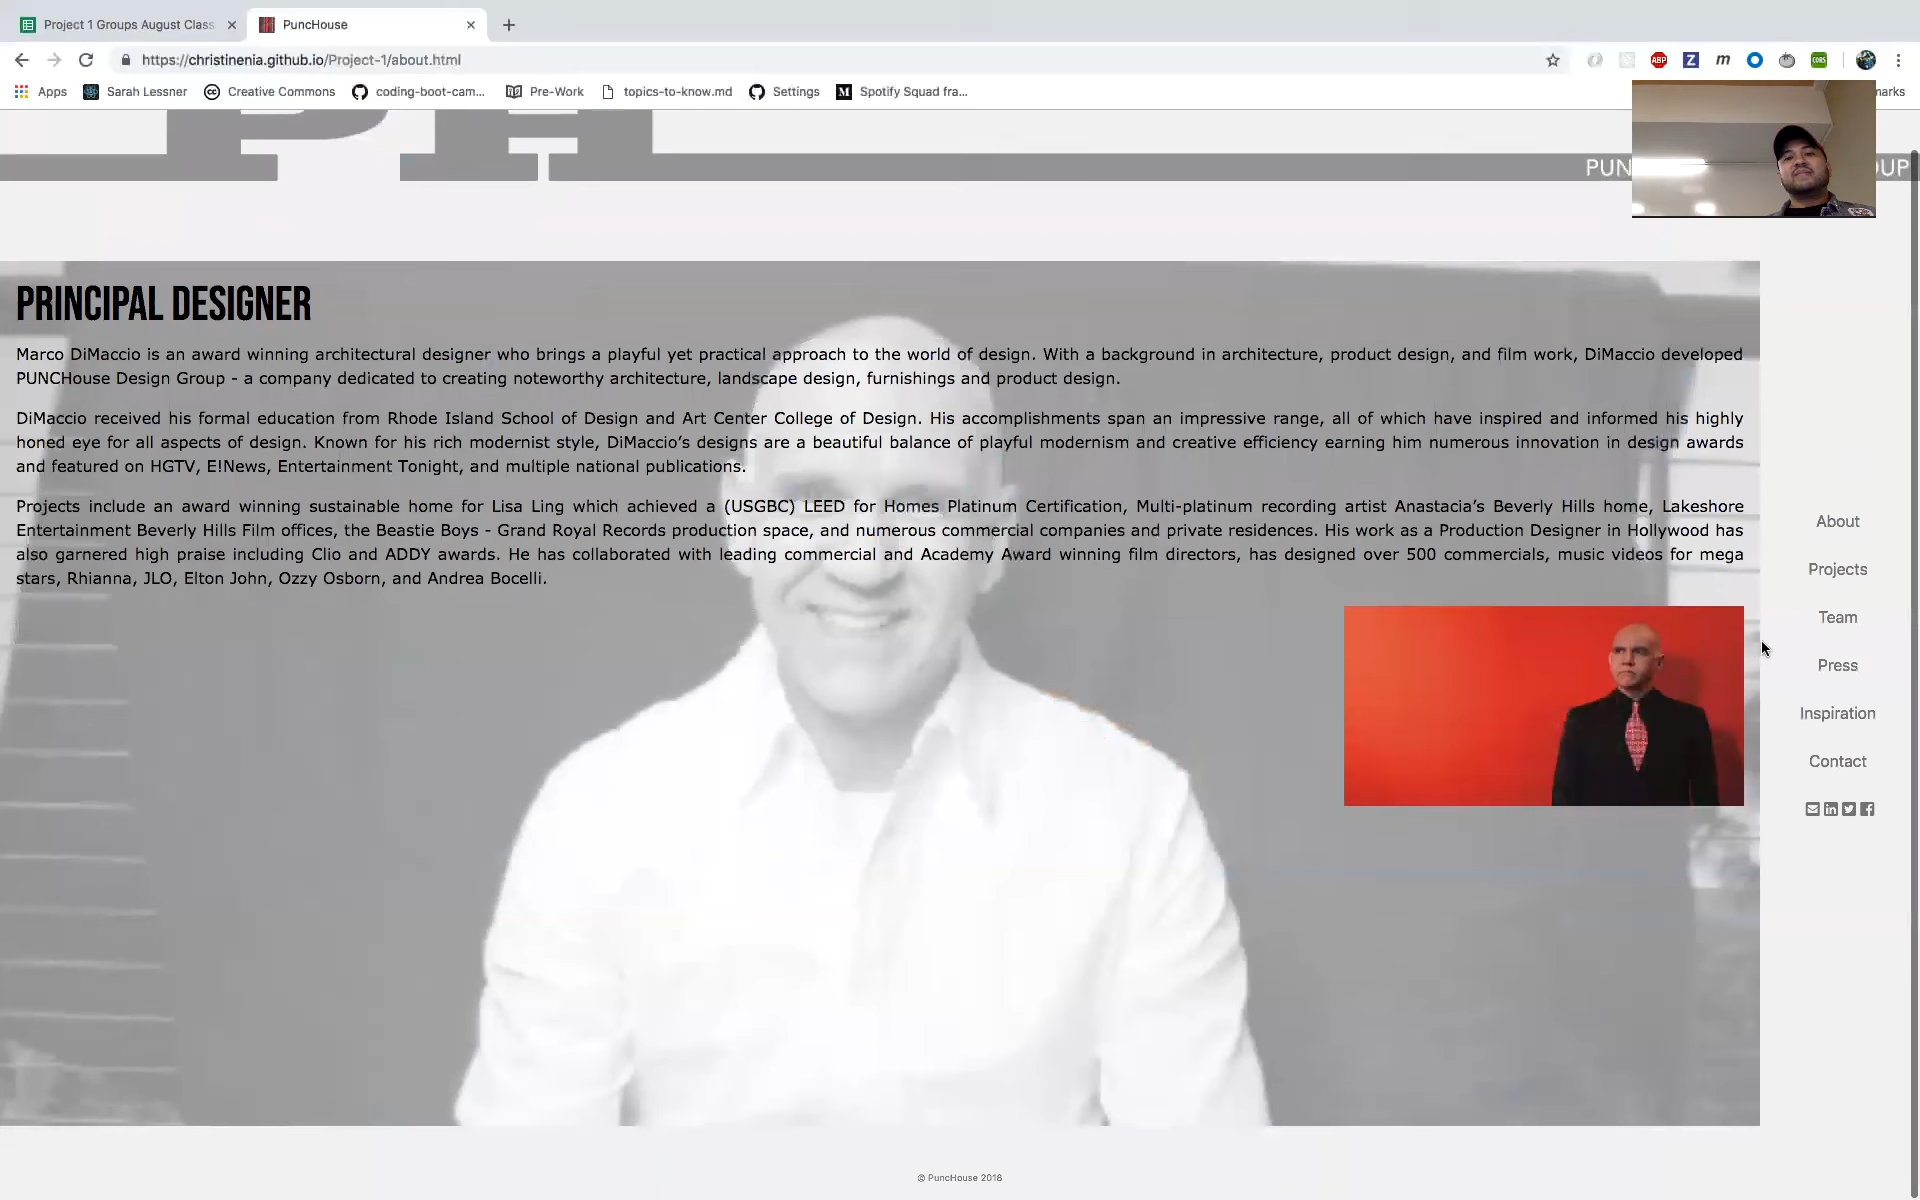 Project 1 Groups August Class
PuncHouse
https://christinenia.github.io/Project-1/about.html
ABP
Z
m
CORS
Apps
Sarah Lessner
Creative Commons
coding-boot-cam...
Pre-Work
topics-to-know.md
Settings
Spotify Squad fra...
marks
PH
PUN
OUP
PRINCIPAL DESIGNER
Marco DiMaccio is an award winning architectural designer who brings a playful yet practical approach to the world of design. With a background in architecture, product design, and film work, DiMaccio developed
PUNCHouse Design Group - a company dedicated to creating noteworthy architecture, landscape design, furnishings and product design.
DiMaccio received his formal education from Rhode Island School of Design and Art Center College of Design. His accomplishments span an impressive range, all of which have inspired and informed his highly
honed eye for all aspects of design. Known for his rich modernist style, DiMaccio’s designs are a beautiful balance of playful modernism and creative efficiency earning him numerous innovation in design awards
and featured on HGTV, E!News, Entertainment Tonight, and multiple national publications.
Projects include an award winning sustainable home for Lisa Ling which achieved a (USGBC) LEED for Homes Platinum Certification, Multi-platinum recording artist Anastacia’s Beverly Hills home, Lakeshore
Entertainment Beverly Hills Film offices, the Beastie Boys - Grand Royal Records production space, and numerous commercial companies and private residences. His work as a Production Designer in Hollywood has
also garnered high praise including Clio and ADDY awards. He has collaborated with leading commercial and Academy Award winning film directors, has designed over 500 commercials, music videos for mega
stars, Rhianna, JLO, Elton John, Ozzy Osborn, and Andrea Bocelli.
About
Projects
Team
Press
Inspiration
Contact
© PuncHouse 2018